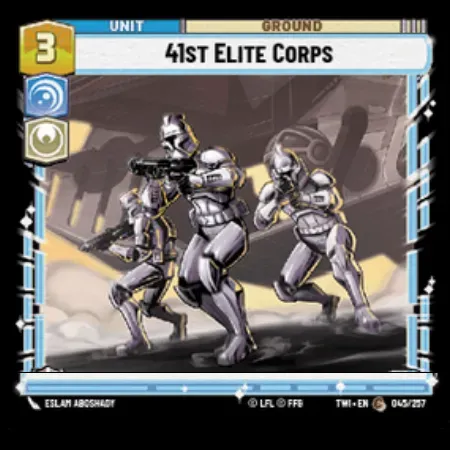 UNIT
GROUND
3
41ST ELITE CORPS
ESLAM ABOSHADY
© LFL ® FFG
TWI • EN
045/257